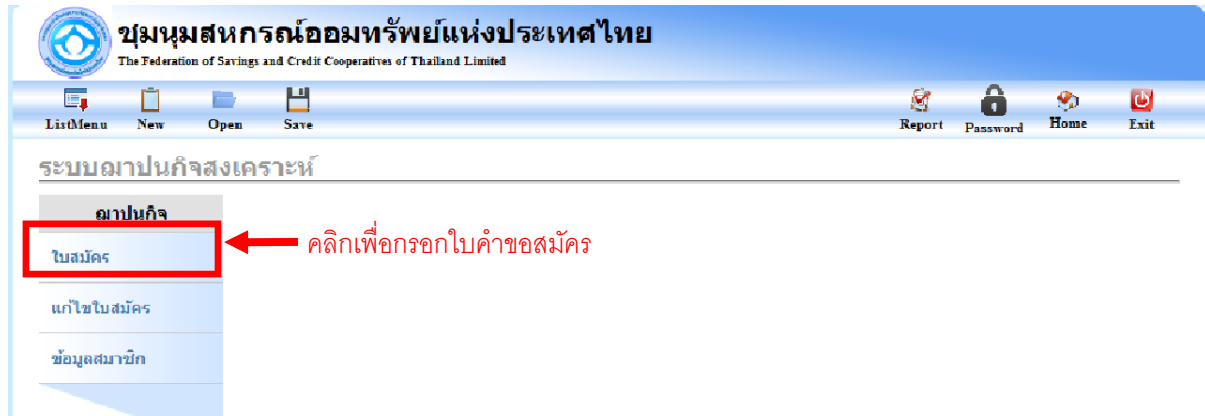 ชุมนุมสหกรณ์ออมทรัพย์แห่งประเทศไทย
The Federation of Savings and Credit Cooperatives of Thailand Limited
ListMenu New Open Save Report Password Home Exit
ระบบฌาปนกิจสงเคราะห์
ฌาปนกิจ
ใบสมัคร คลิกเพื่อกรอกใบคำขอสมัคร
แก้ไขใบสมัคร
ข้อมูลสมาชิก